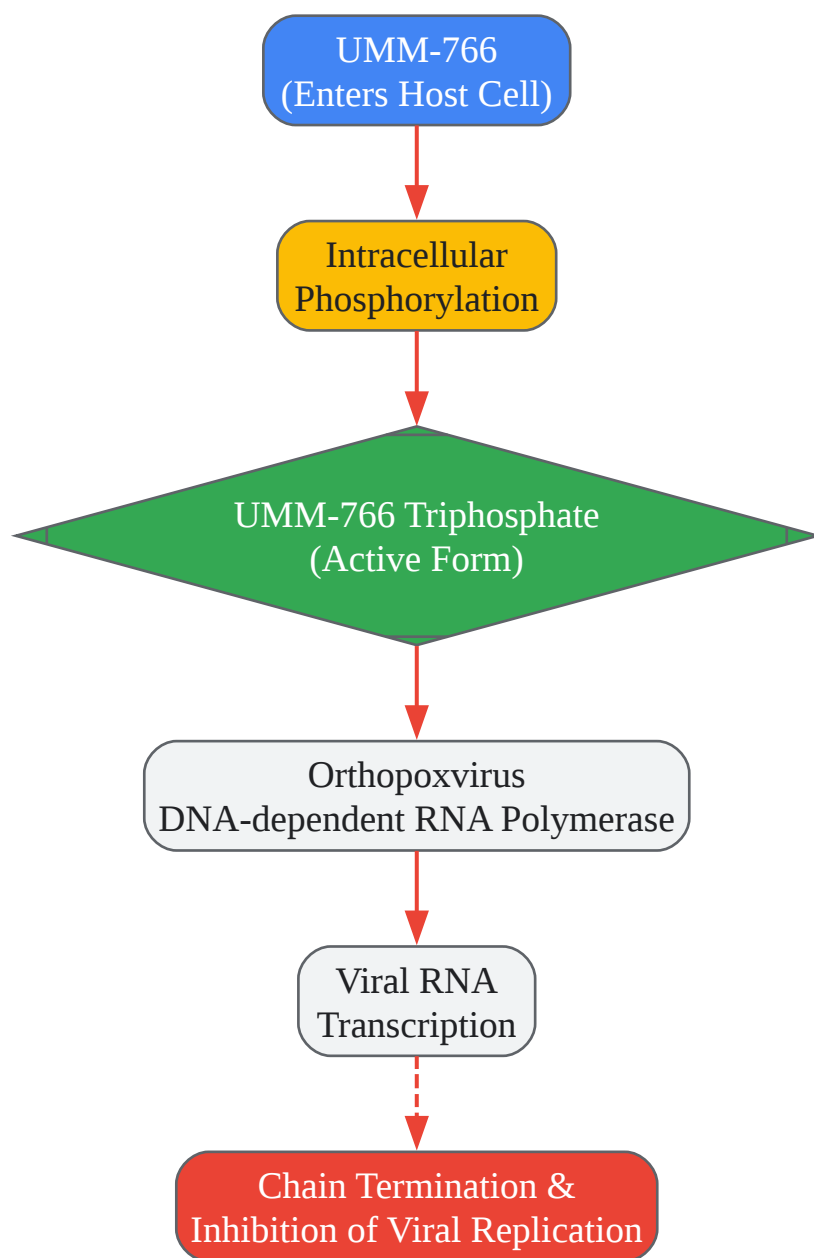 UMM-766
(Enters Host Cell)
Intracellular
Phosphorylation
UMM-766 Triphosphate
(Active Form)
Orthopoxvirus
DNA-dependent RNA Polymerase
Viral RNA
Transcription
Chain Termination &
Inhibition of Viral Replication